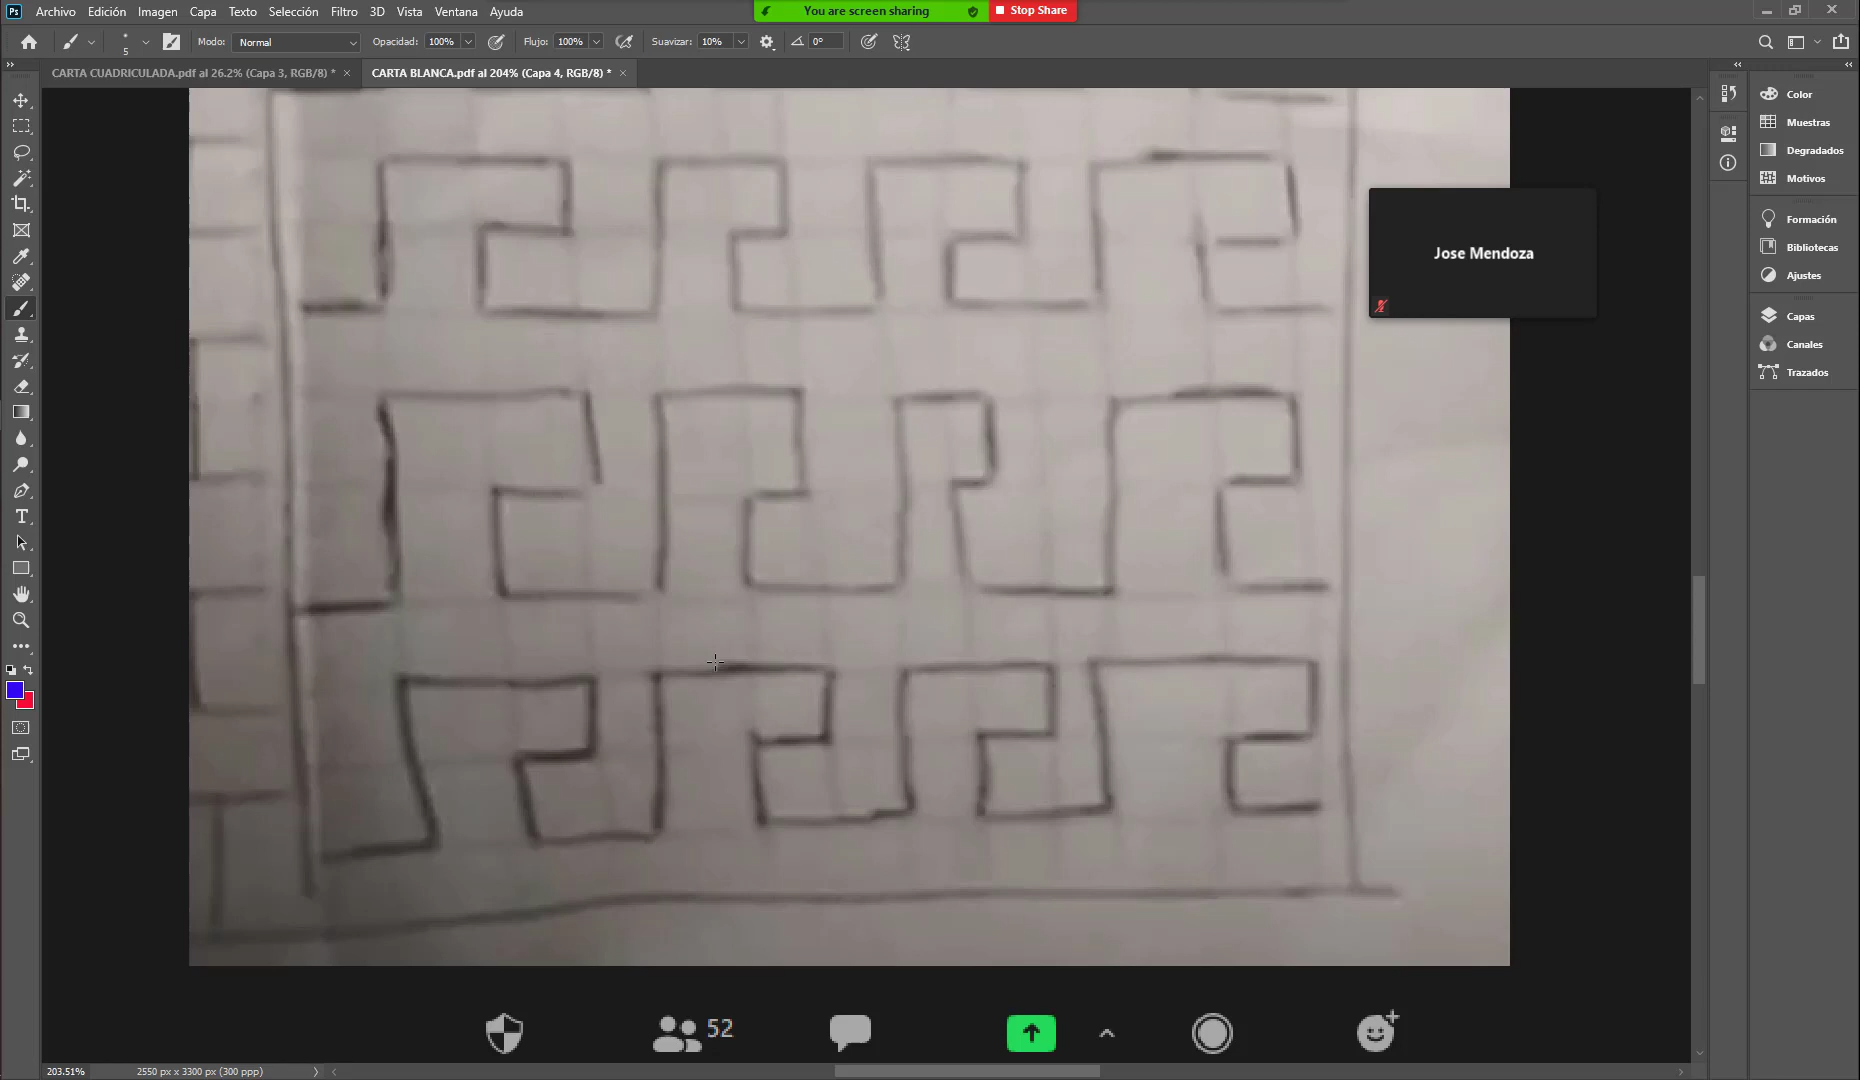 Ps Archivo Edición Imagen Capa Texto Selección Filtro 3D Vista Ventana Ayuda
You are screen sharing Stop Share
5 Modo: Normal Opacidad: 100% Flujo: 100% Suavizar: 10% 0°
CARTA CUADRICULADA.pdf al 26.2% (Capa 3, RGB/8) * ×
CARTA BLANCA.pdf al 204% (Capa 4, RGB/8) * ×
Color
Muestras
Degradados
Motivos
Formación
Bibliotecas
Ajustes
Capas
Canales
Trazados
Jose Mendoza
52
203.51% 2550 px x 3300 px (300 ppp)